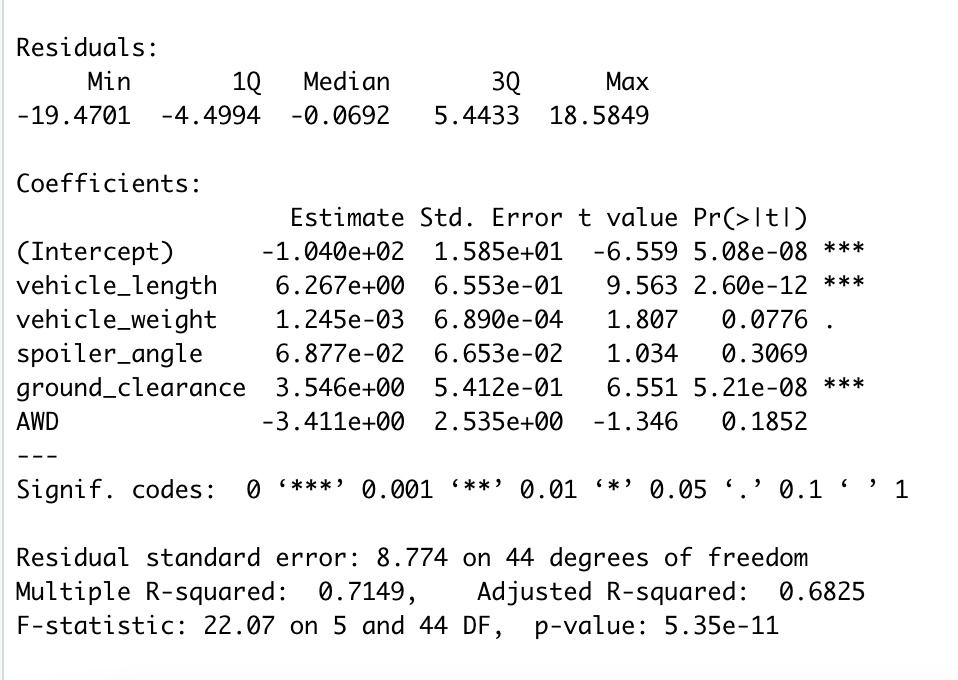 Residuals:
     Min       1Q   Median       3Q      Max
-19.4701  -4.4994  -0.0692   5.4433  18.5849
Coefficients:
                   Estimate Std. Error t value Pr(>|t|)
(Intercept)      -1.040e+02  1.585e+01  -6.559 5.08e-08 ***
vehicle_length    6.267e+00  6.553e-01   9.563 2.60e-12 ***
vehicle_weight    1.245e-03  6.890e-04   1.807   0.0776 .
spoiler_angle     6.877e-02  6.653e-02   1.034   0.3069
ground_clearance  3.546e+00  5.412e-01   6.551 5.21e-08 ***
AWD              -3.411e+00  2.535e+00  -1.346   0.1852
---
Signif. codes:  0 ‘***’ 0.001 ‘**’ 0.01 ‘*’ 0.05 ‘.’ 0.1 ‘ ’ 1
Residual standard error: 8.774 on 44 degrees of freedom
Multiple R-squared:  0.7149,    Adjusted R-squared:  0.6825
F-statistic: 22.07 on 5 and 44 DF,  p-value: 5.35e-11